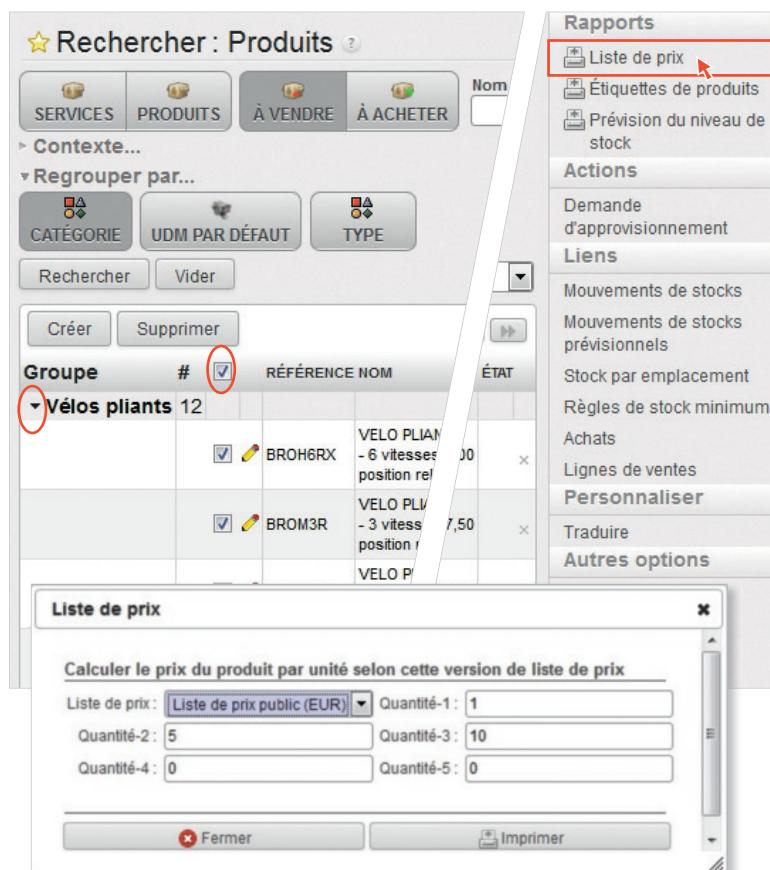 Rechercher : Produits ?
SERVICES PRODUITS À VENDRE À ACHETER Nom
Contexte...
Regrouper par...
CATÉGORIE UDM PAR DÉFAUT TYPE
Rechercher Vider
Créer Supprimer
Groupe # RÉFÉRENCE NOM ÉTAT
Vélos pliants 12
BROH6RX
VELO PLIAN
- 6 vitesses 00
position rel
BROM3R
VELO PLIA
- 3 vitess 7,50
position r
VELO P
Rapports
Liste de prix
Étiquettes de produits
Prévision du niveau de
stock
Actions
Demande
d'approvisionnement
Liens
Mouvements de stocks
Mouvements de stocks
prévisionnels
Stock par emplacement
Règles de stock minimum
Achats
Lignes de ventes
Personnaliser
Traduire
Autres options
Liste de prix
Calculer le prix du produit par unité selon cette version de liste de prix
Liste de prix : Liste de prix public (EUR) Quantité-1 : 1
Quantité-2 : 5 Quantité-3 : 10
Quantité-4 : 0 Quantité-5 : 0
Fermer Imprimer